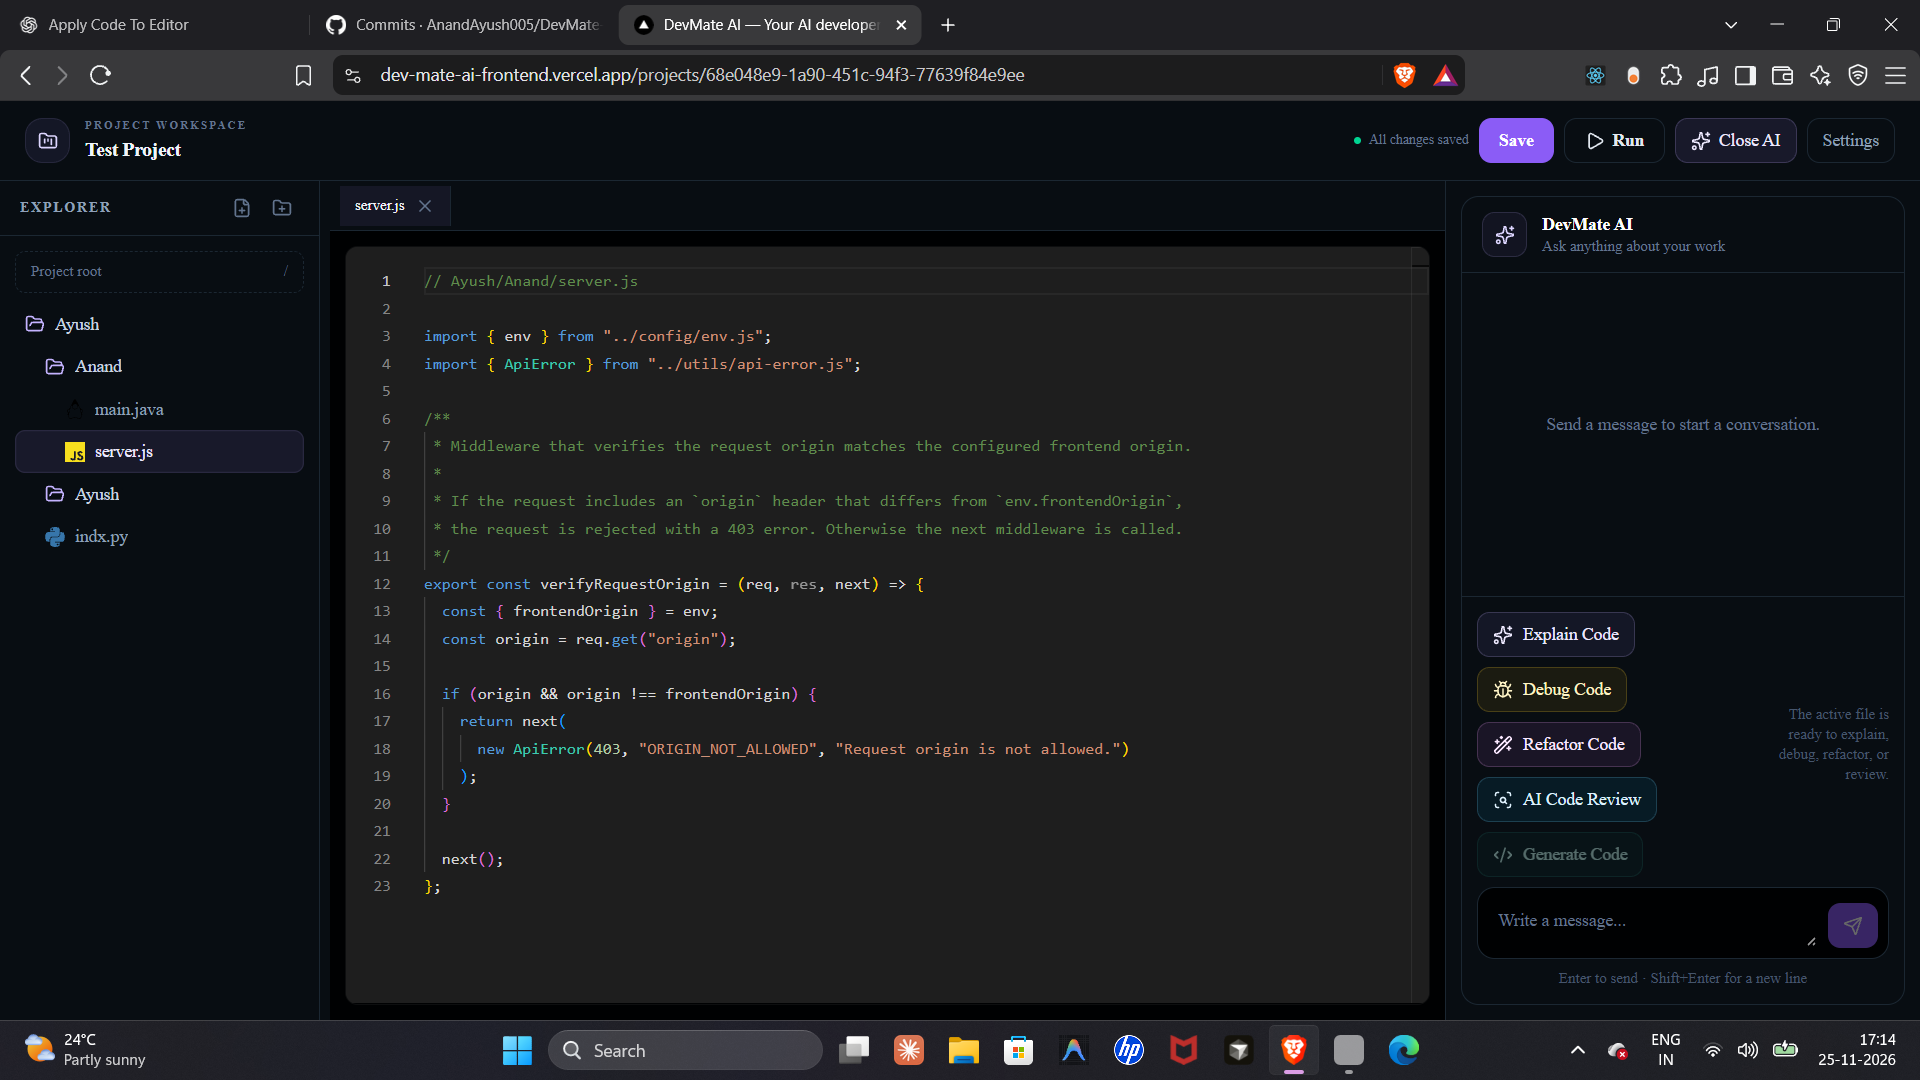 Apply Code To Editor
Commits · AnandAyush005/DevMate
DevMate AI — Your AI developer
dev-mate-ai-frontend.vercel.app/projects/68e048e9-1a90-451c-94f3-77639f84e9ee
PROJECT WORKSPACE
Test Project
All changes saved
Save
Run
Close AI
Settings
EXPLORER
Project root /
Ayush
Anand
main.java
JS server.js
Ayush
indx.py
server.js
1 // Ayush/Anand/server.js
2
3 import { env } from "../config/env.js";
4 import { ApiError } from "../utils/api-error.js";
5
6 /**
7 * Middleware that verifies the request origin matches the configured frontend origin.
8 *
9 * If the request includes an `origin` header that differs from `env.frontendOrigin`,
10 * the request is rejected with a 403 error. Otherwise the next middleware is called.
11 */
12 export const verifyRequestOrigin = (req, res, next) => {
13 const { frontendOrigin } = env;
14 const origin = req.get("origin");
15
16 if (origin && origin !== frontendOrigin) {
17 return next(
18 new ApiError(403, "ORIGIN_NOT_ALLOWED", "Request origin is not allowed.")
19 );
20 }
21
22 next();
23 };
DevMate AI
Ask anything about your work
Send a message to start a conversation.
Explain Code
Debug Code
Refactor Code
AI Code Review
Generate Code
The active file is
ready to explain,
debug, refactor, or
review.
Write a message...
Enter to send · Shift+Enter for a new line
24°C
Partly sunny
Search
hp
ENG
IN
17:14
25-11-2026